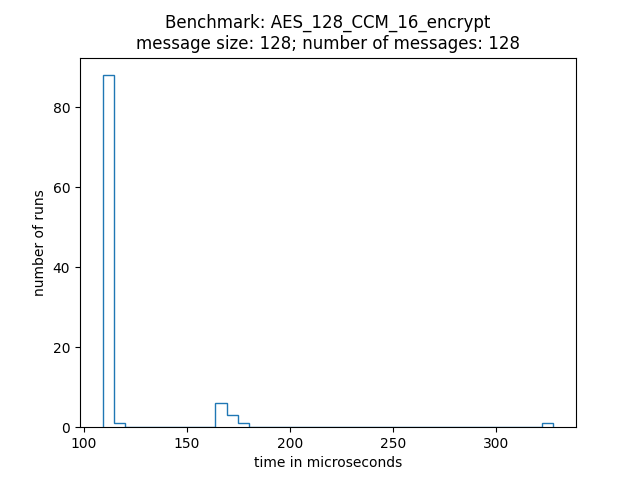 Benchmark: AES_128_CCM_16_encrypt
message size: 128; number of messages: 128
number of runs
80
60
40
20
0
100 150 200 250 300
time in microseconds